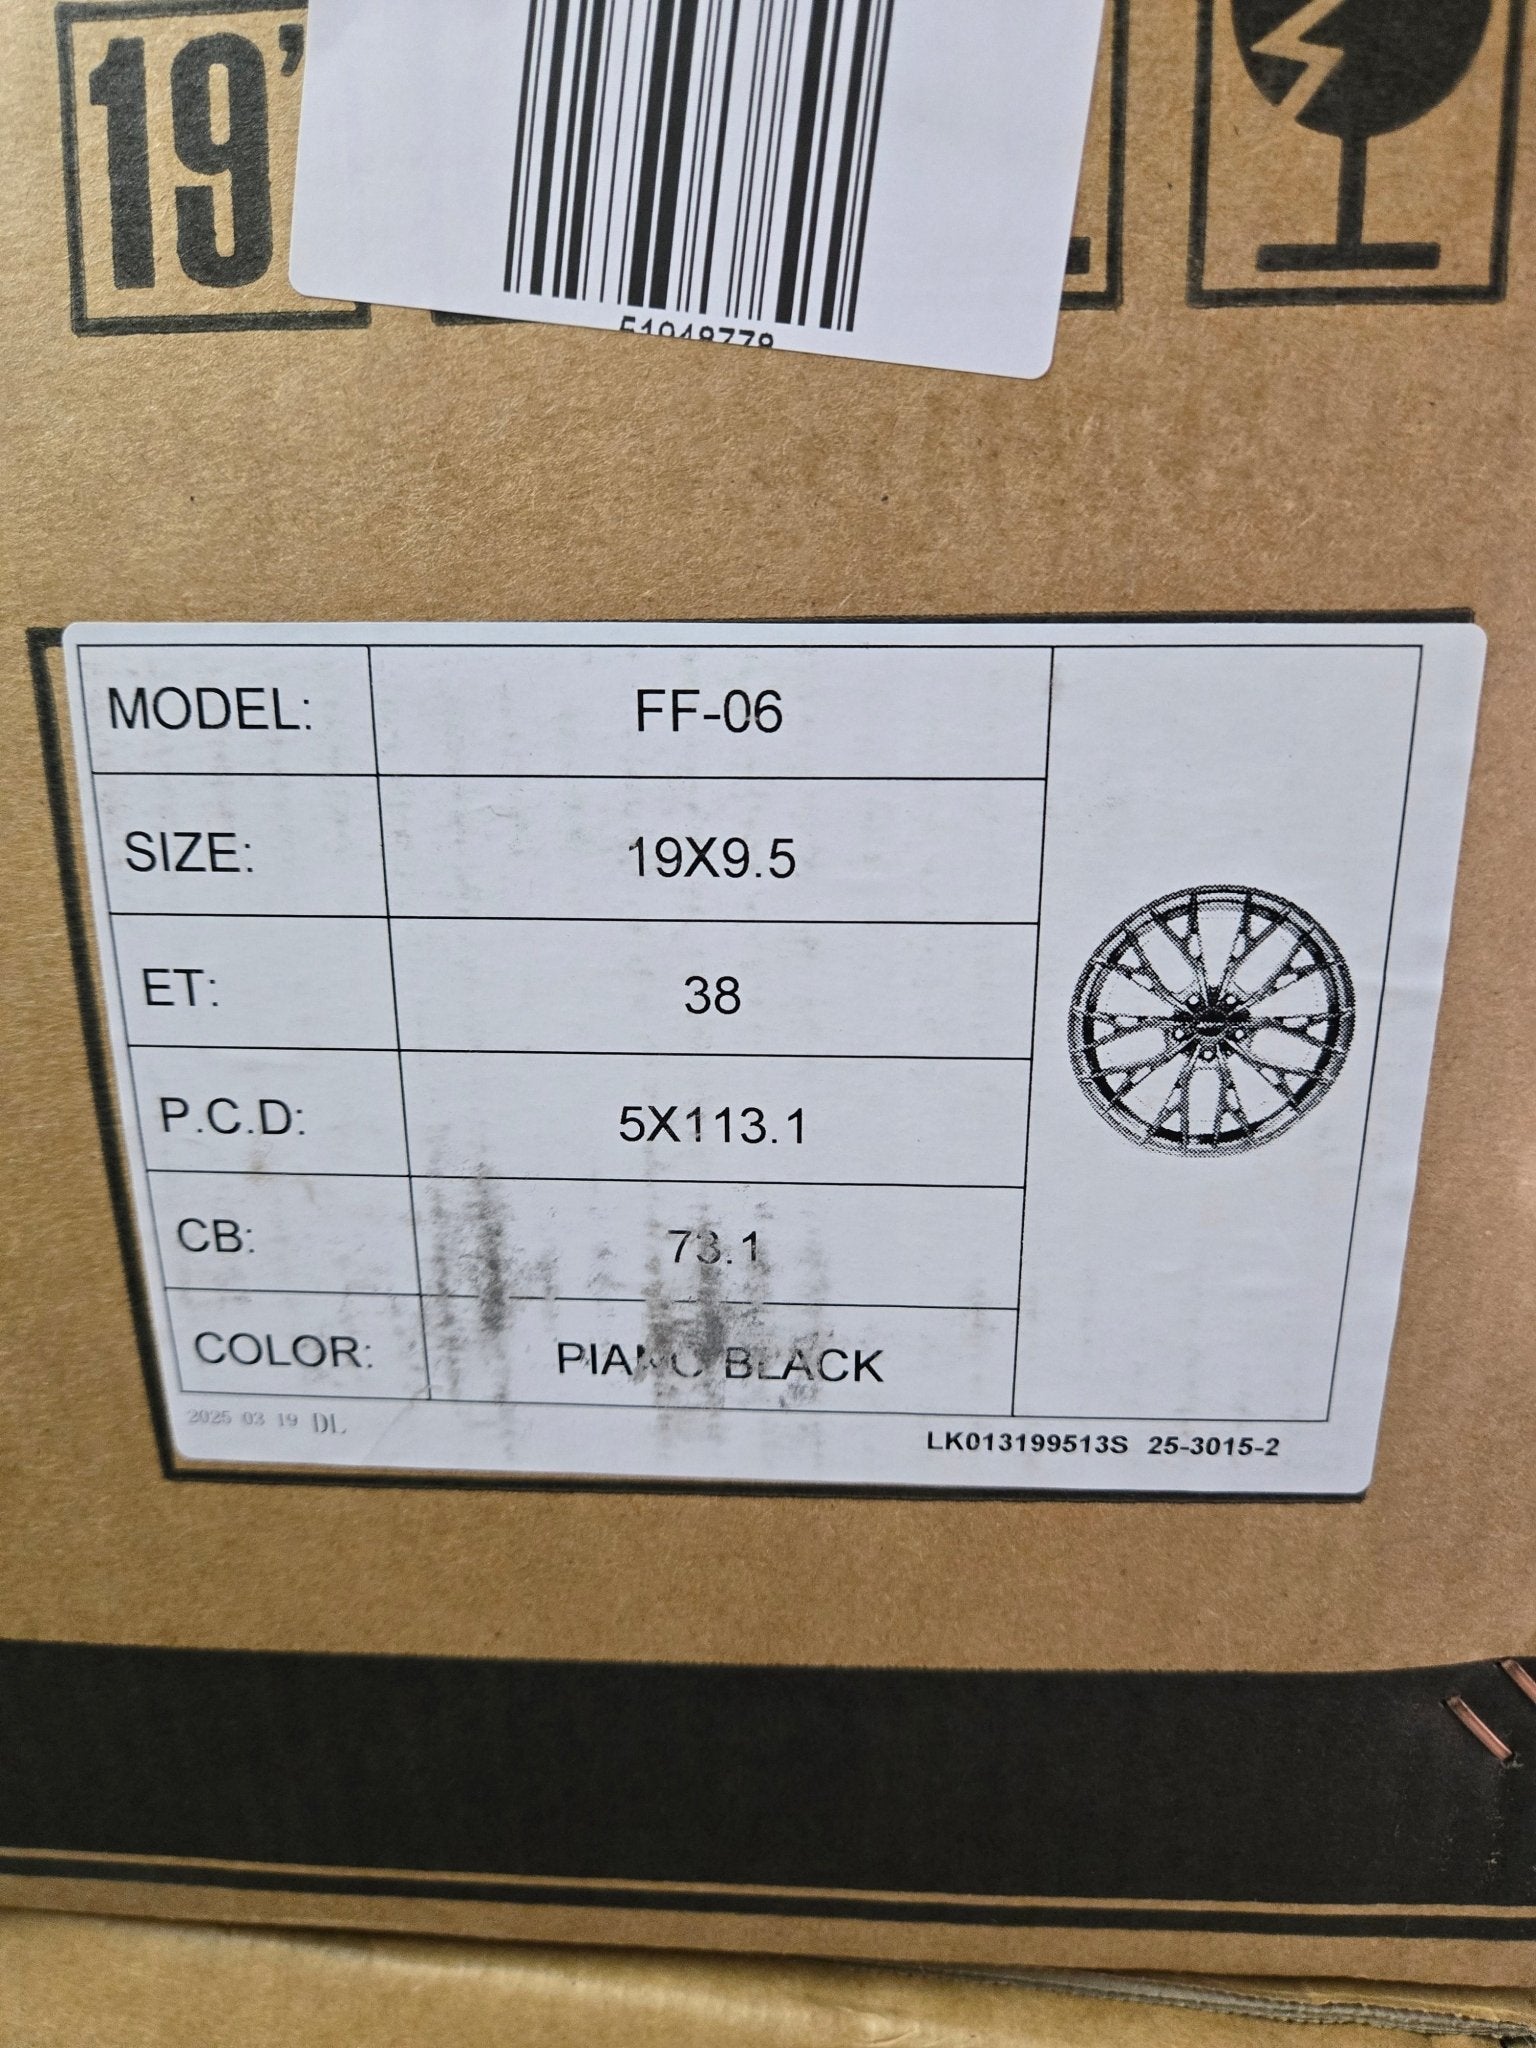 19'
51948778
MODEL: FF-06
SIZE: 19X9.5
ET: 38
P.C.D: 5X113.1
CB: 73.1
COLOR: PIANO BLACK
2025 03 19 DL
LK013199513S 25-3015-2